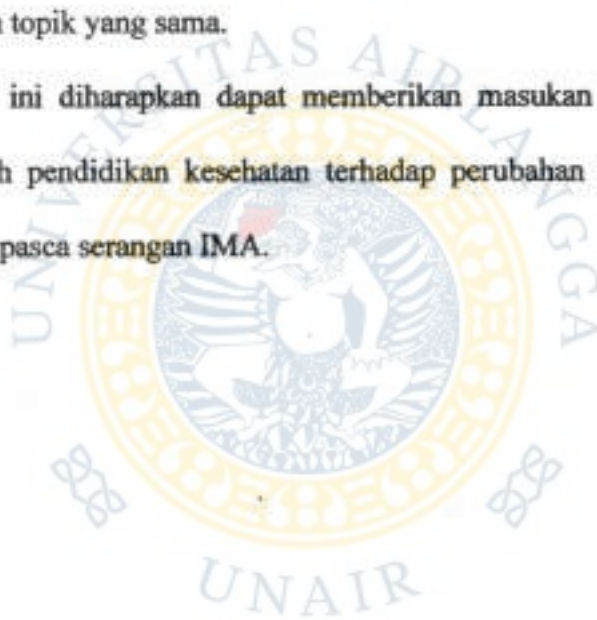 topik yang sama.
ini diharapkan dapat memberikan masukan
pendidikan kesehatan terhadap perubahan
pasca serangan IMA.
UNIVERSITAS AIRLANGGA
UNAIR